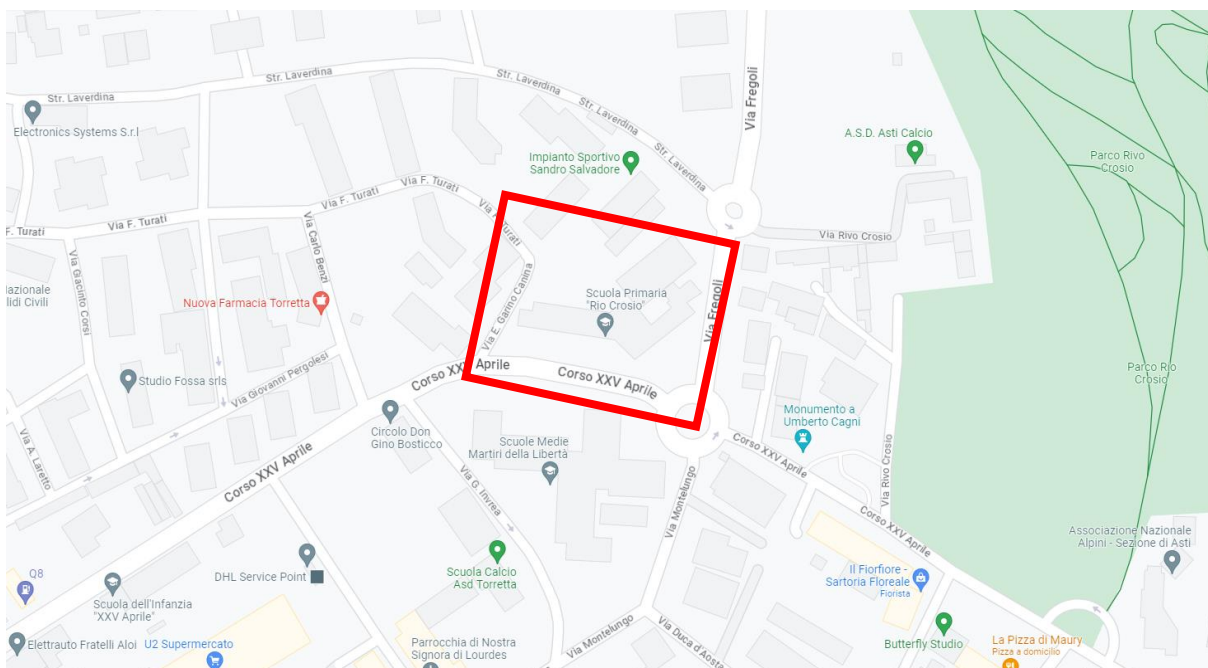 Str. Laverdina
Str. Laverdina
Str. Laverdina
Str. Laverdina
Str. Laverdina
Electronics Systems S.r.l
Via Fregoli
A.S.D. Asti Calcio
Parco Rivo
Crosio
Impianto Sportivo
Sandro Salvadore
Via F. Turati
Via F. Turati
Via F. Turati
F. Turati
Via Rivo Crosio
Via Giacinto Corsi
Via Carlo Benzi
Nazionale
lidi Civili
Nuova Farmacia Torretta
Via E. Garino Canina
Scuola Primaria
"Rio Crosio"
Via Fregoli
Via Giovanni Pergolesi
Studio Fossa srls
Corso XXV Aprile
Corso XXV Aprile
Parco Rio
Crosio
Circolo Don
Gino Bosticco
Monumento a
Umberto Cagni
Scuole Medie
Martiri della Libertà
Corso XXV Aprile
Via A. Laretto
Corso XXV Aprile
Via G. Invrea
Via Montelungo
Via Rivo Crosio
Corso XXV Aprile
Associazione Nazionale
Alpini - Sezione di Asti
Q8
DHL Service Point
Scuola Calcio
Asd Torretta
Il Fiorfiore -
Sartoria Floreale
Fiorista
Scuola dell'Infanzia
"XXV Aprile"
Elettrauto Fratelli Aloi
U2 Supermercato
Parrocchia di Nostra
Signora di Lourdes
Via Montelungo
Via Duca d'Aosta
Butterfly Studio
La Pizza di Maury
Pizza a domicilio